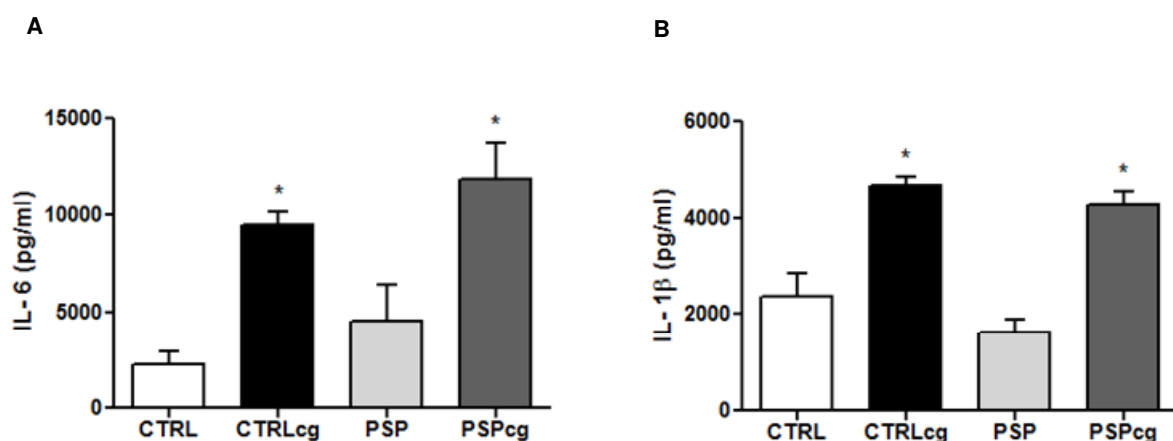 A
IL- 6 (pg/ml)
15000
10000
5000
0
*
*
CTRL CTRLcg PSP PSPcg
B
IL- 1β (pg/ml)
6000
4000
2000
0
*
*
CTRL CTRLcg PSP PSPcg